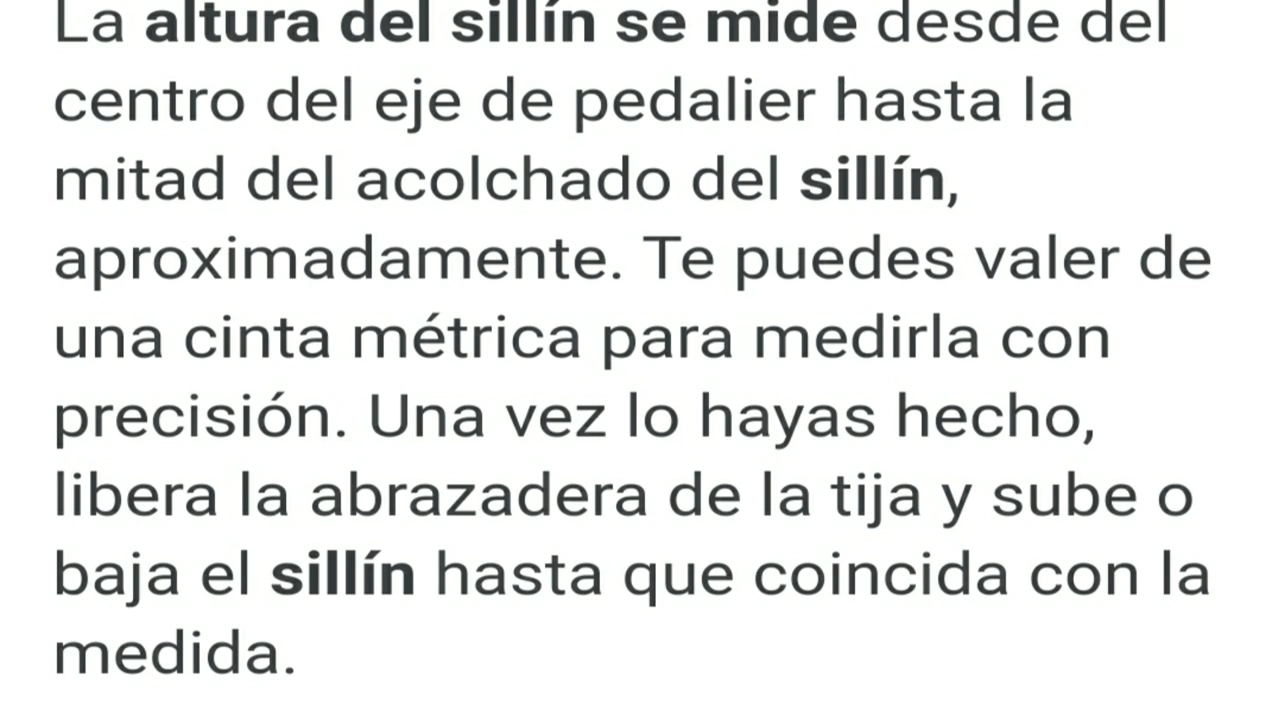 La altura del sillín se mide desde del
centro del eje de pedalier hasta la
mitad del acolchado del sillín,
aproximadamente. Te puedes valer de
una cinta métrica para medirla con
precisión. Una vez lo hayas hecho,
libera la abrazadera de la tija y sube o
baja el sillín hasta que coincida con la
medida.